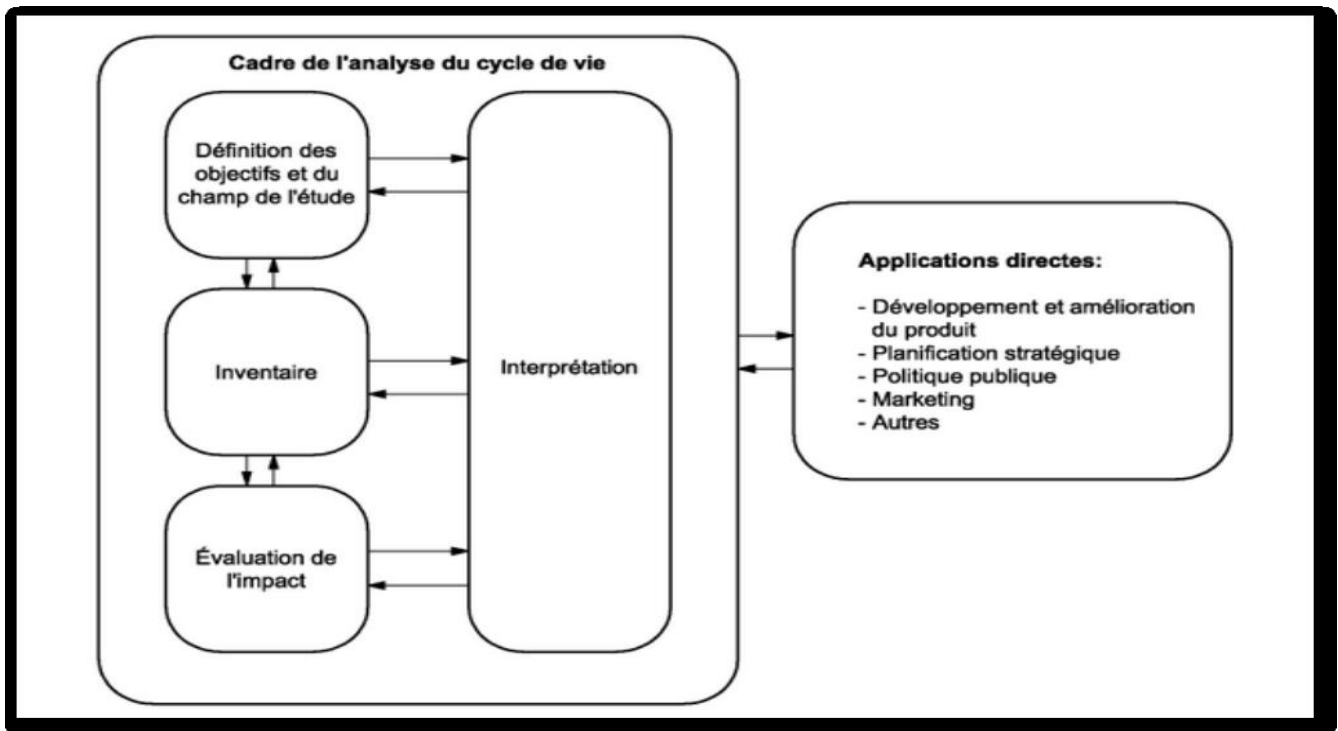 Cadre de l'analyse du cycle de vie
Définition des
objectifs et du
champ de l'étude
Inventaire
Évaluation de
l'impact
Interprétation
Applications directes:
- Développement et amélioration
du produit
- Planification stratégique
- Politique publique
- Marketing
- Autres